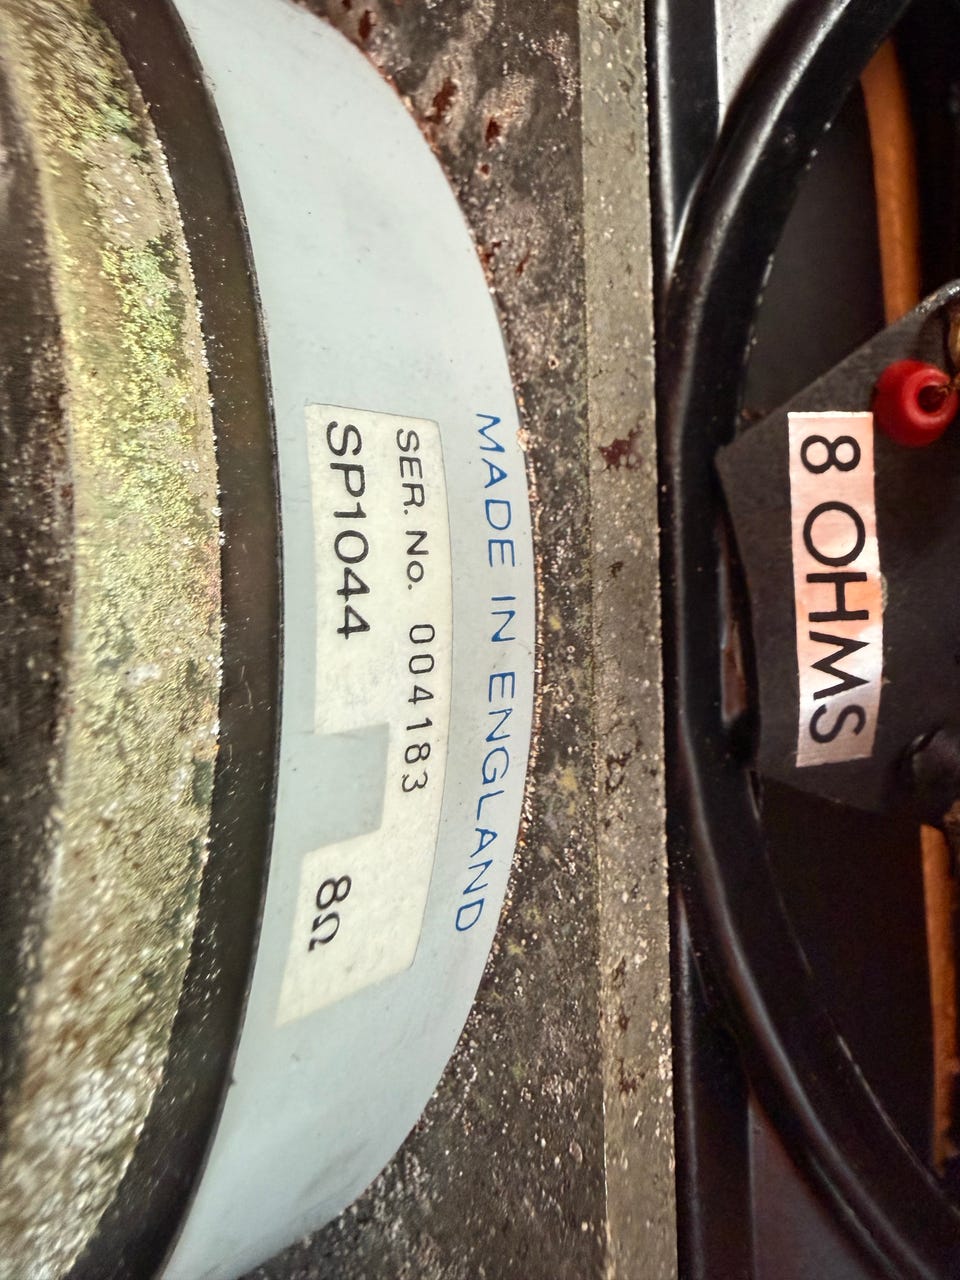 MADE IN ENGLAND
SER. NO. 004183
SP1044
8Ω
8 OHMS